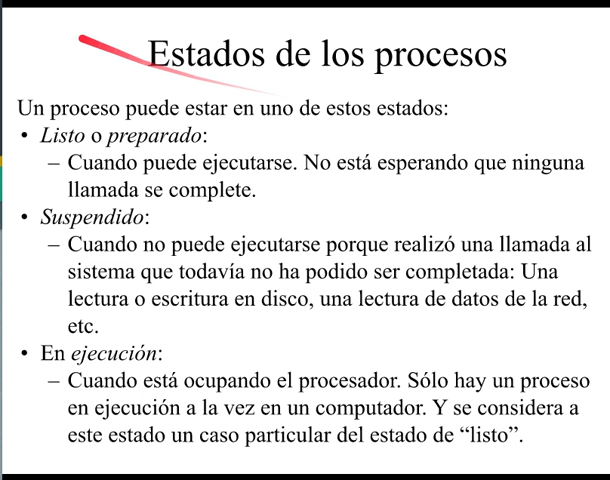 Estados de los procesos
Un proceso puede estar en uno de estos estados:
• Listo o preparado:
– Cuando puede ejecutarse. No está esperando que ninguna
llamada se complete.
• Suspendido:
– Cuando no puede ejecutarse porque realizó una llamada al
sistema que todavía no ha podido ser completada: Una
lectura o escritura en disco, una lectura de datos de la red,
etc.
• En ejecución:
– Cuando está ocupando el procesador. Sólo hay un proceso
en ejecución a la vez en un computador. Y se considera a
este estado un caso particular del estado de “listo”.